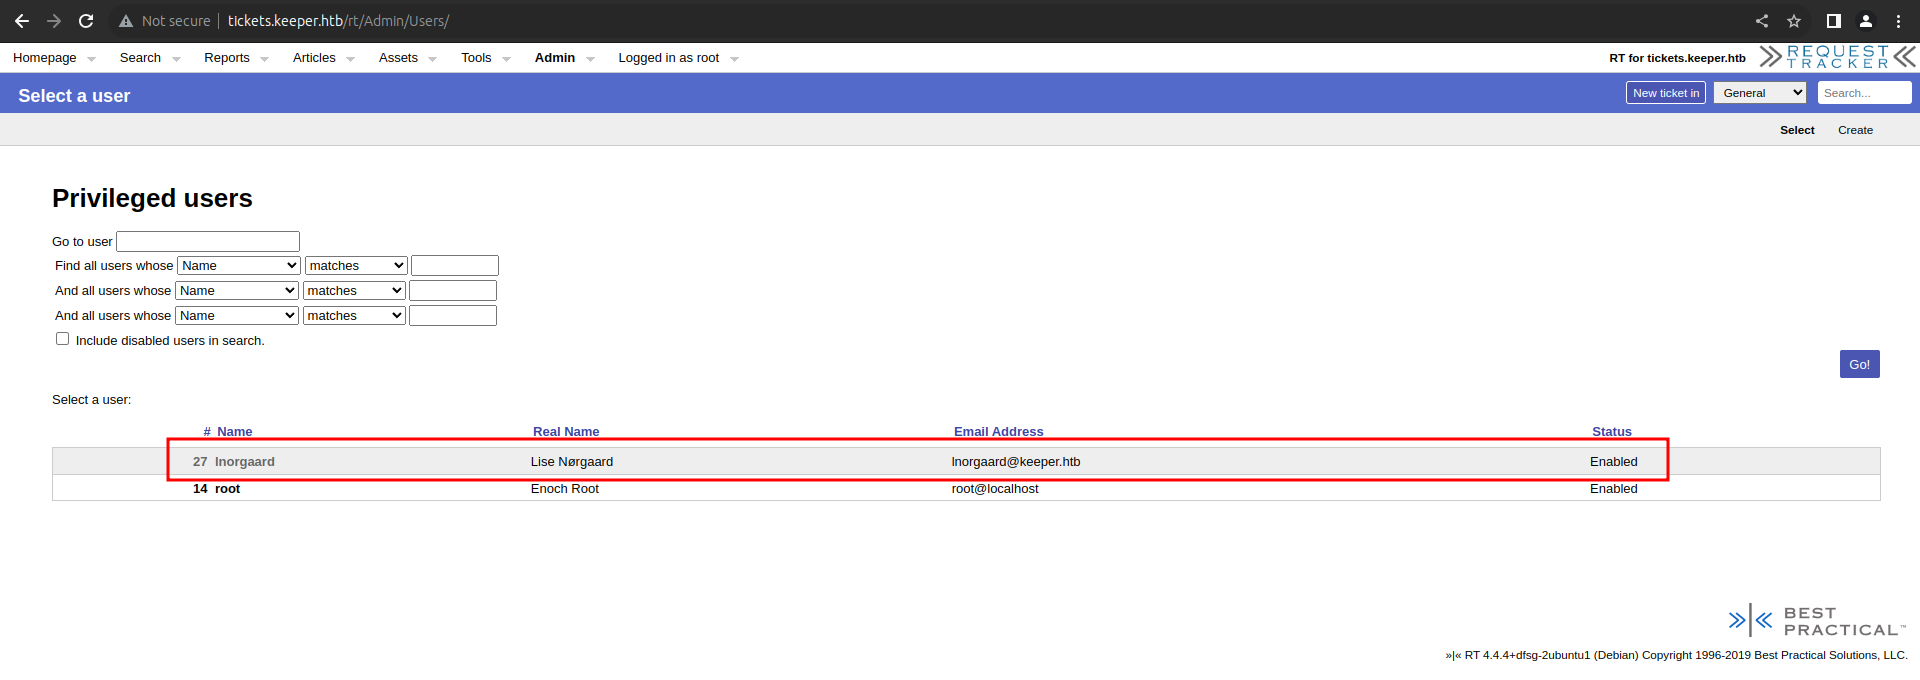 Not secure tickets.keeper.htb/rt/Admin/Users/
Homepage Search Reports Articles Assets Tools Admin Logged in as root RT for tickets.keeper.htb REQUEST TRACKER
Select a user New ticket in General Search...
Select Create
Privileged users
Go to user
Find all users whose Name matches
And all users whose Name matches
And all users whose Name matches
Include disabled users in search.
Go!
Select a user:
# Name Real Name Email Address Status
27 lnorgaard Lise Nørgaard lnorgaard@keeper.htb Enabled
14 root Enoch Root root@localhost Enabled
BEST
PRACTICAL™
»|« RT 4.4.4+dfsg-2ubuntu1 (Debian) Copyright 1996-2019 Best Practical Solutions, LLC.